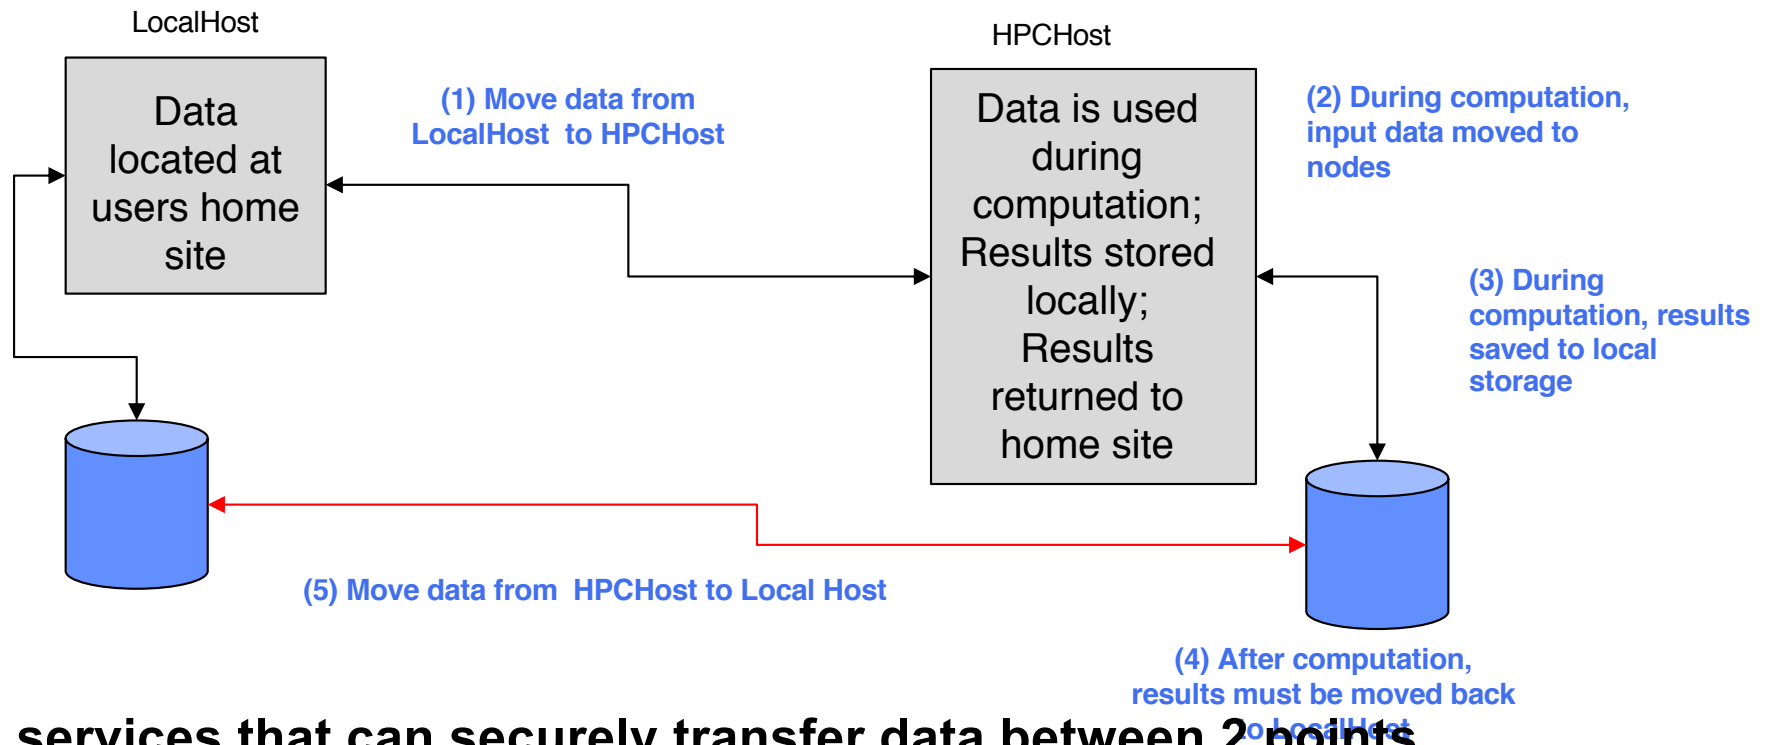 LocalHost
HPCHost
Data
located at
users home
site
(1) Move data from
LocalHost to HPCHost
Data is used
during
computation;
Results stored
locally;
Results
returned to
home site
(2) During computation,
input data moved to
nodes
(3) During
computation, results
saved to local
storage
(5) Move data from HPCHost to Local Host
(4) After computation,
results must be moved back
to LocalHost
services that can securely transfer data between 2 points